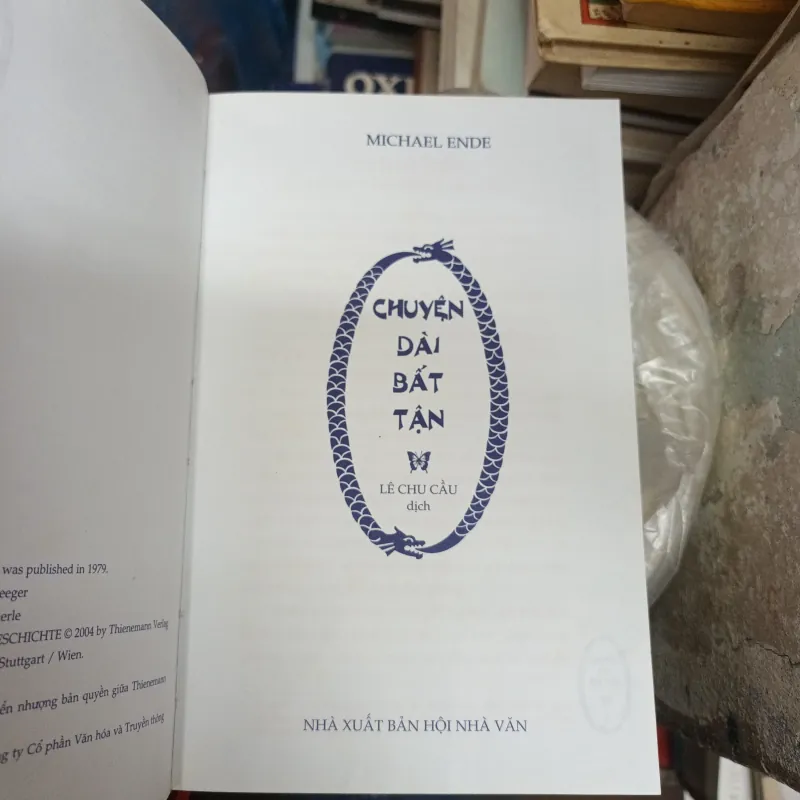 OXF
was published in 1979.
eeger
erle
ESCHICHTE © 2004 by Thienemann Verlag
Stuttgart / Wien.
ển nhượng bản quyền giữa Thienemann
g ty Cổ phần Văn hóa và Truyền thông
MICHAEL ENDE
CHUYỆN
DÀI
BẤT
TẬN
LÊ CHU CẦU
dịch
NHÀ XUẤT BẢN HỘI NHÀ VĂN